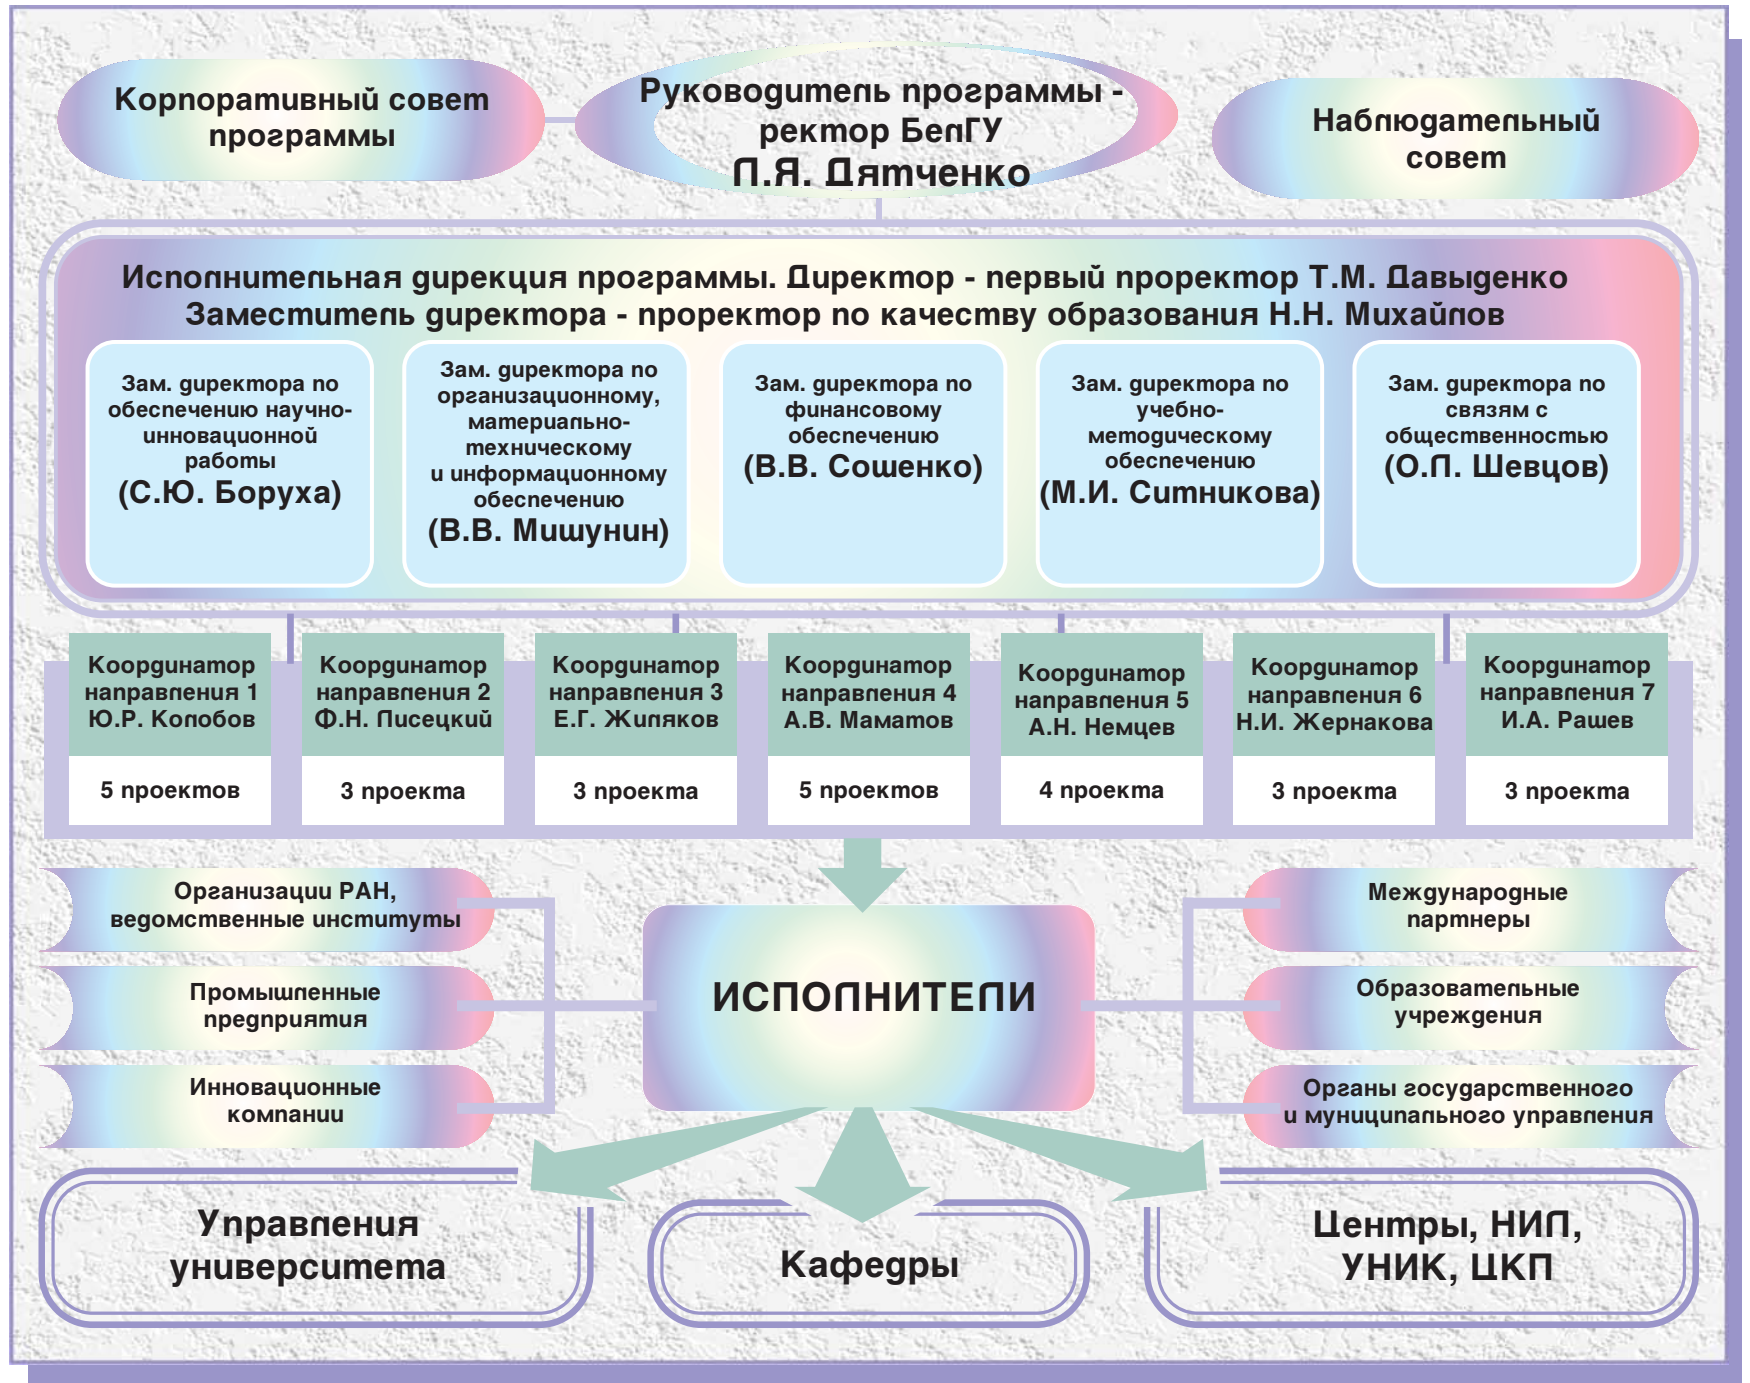 Корпоративный совет
программы
Руководитель программы -
ректор БелГУ
Л.Я. Дятченко
Наблюдательный
совет
Исполнительная дирекция программы. Директор - первый проректор Т.М. Давыденко
Заместитель директора - проректор по качеству образования Н.Н. Михайлов
Зам. директора по
обеспечению научно-
инновационной
работы
(С.Ю. Боруха)
Зам. директора по
организационному,
материально-
техническому
и информационному
обеспечению
(В.В. Мишунин)
Зам. директора по
финансовому
обеспечению
(В.В. Сошенко)
Зам. директора по
учебно-
методическому
обеспечению
(М.И. Ситникова)
Зам. директора по
связям с
общественностью
(О.П. Шевцов)
Координатор
направления 1
Ю.Р. Колобов
5 проектов
Координатор
направления 2
Ф.Н. Лисецкий
3 проекта
Координатор
направления 3
Е.Г. Жиляков
3 проекта
Координатор
направления 4
А.В. Маматов
5 проектов
Координатор
направления 5
А.Н. Немцев
4 проекта
Координатор
направления 6
Н.И. Жернакова
3 проекта
Координатор
направления 7
И.А. Рашев
3 проекта
Организации РАН,
ведомственные институты
Промышленные
предприятия
Инновационные
компании
ИСПОЛНИТЕЛИ
Международные
партнеры
Образовательные
учреждения
Органы государственного
и муниципального управления
Управления
университета
Кафедры
Центры, НИЛ,
УНИК, ЦКП